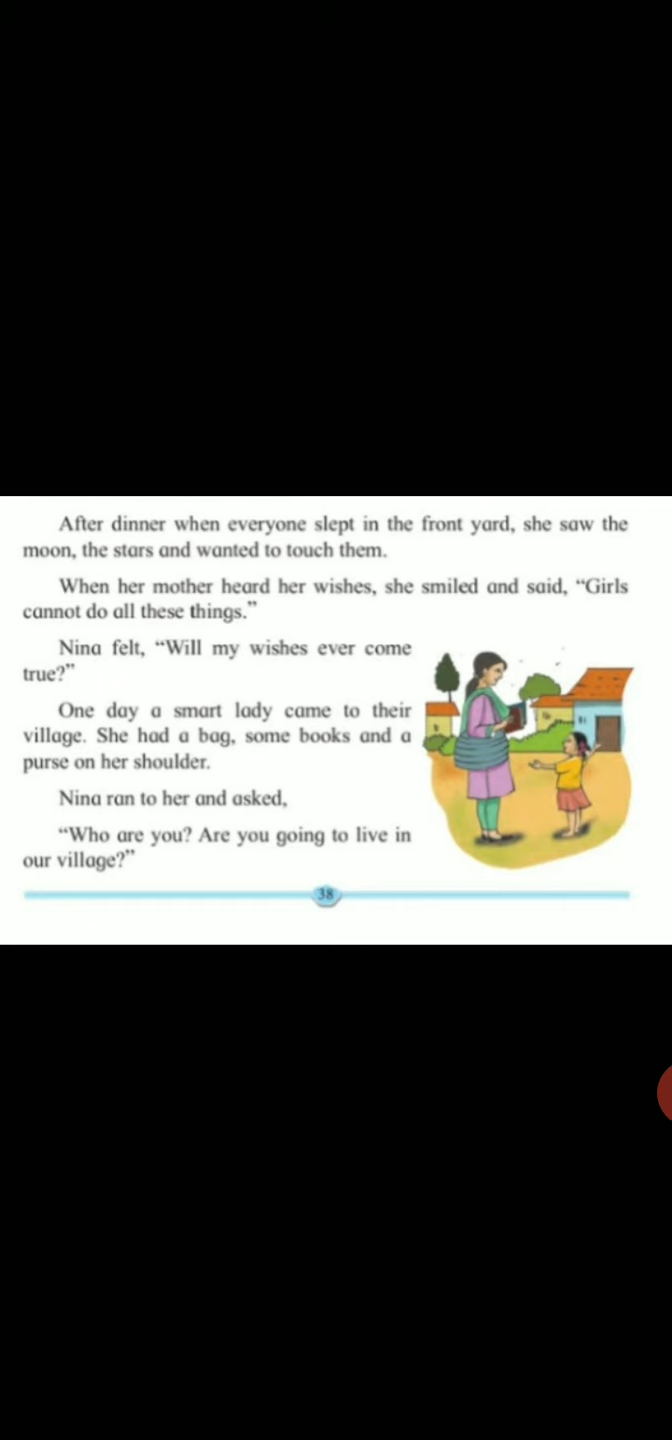 After dinner when everyone slept in the front yard, she saw the
moon, the stars and wanted to touch them.
When her mother heard her wishes, she smiled and said, “Girls
cannot do all these things.”
Nina felt, “Will my wishes ever come
true?”
One day a smart lady came to their
village. She had a bag, some books and a
purse on her shoulder.
Nina ran to her and asked,
“Who are you? Are you going to live in
our village?”
38